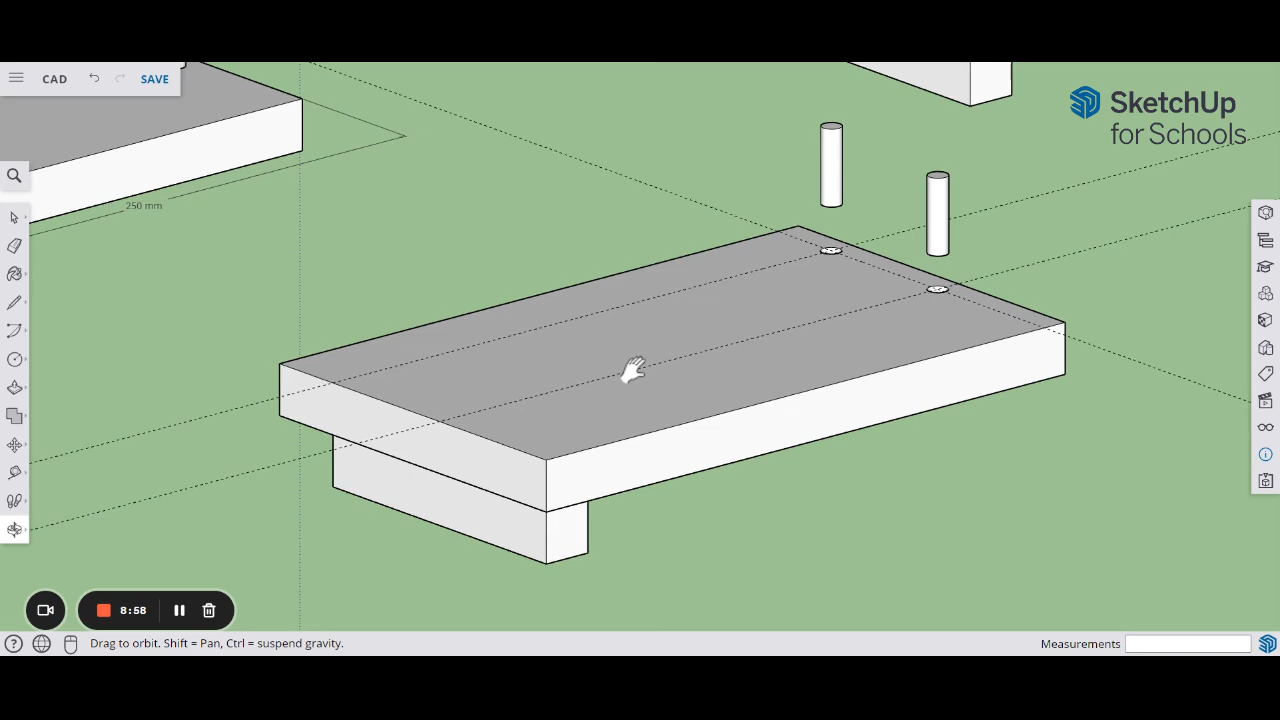 CAD
SAVE
SketchUp
for Schools
250 mm
8:58
Drag to orbit. Shift = Pan, Ctrl = suspend gravity.
Measurements